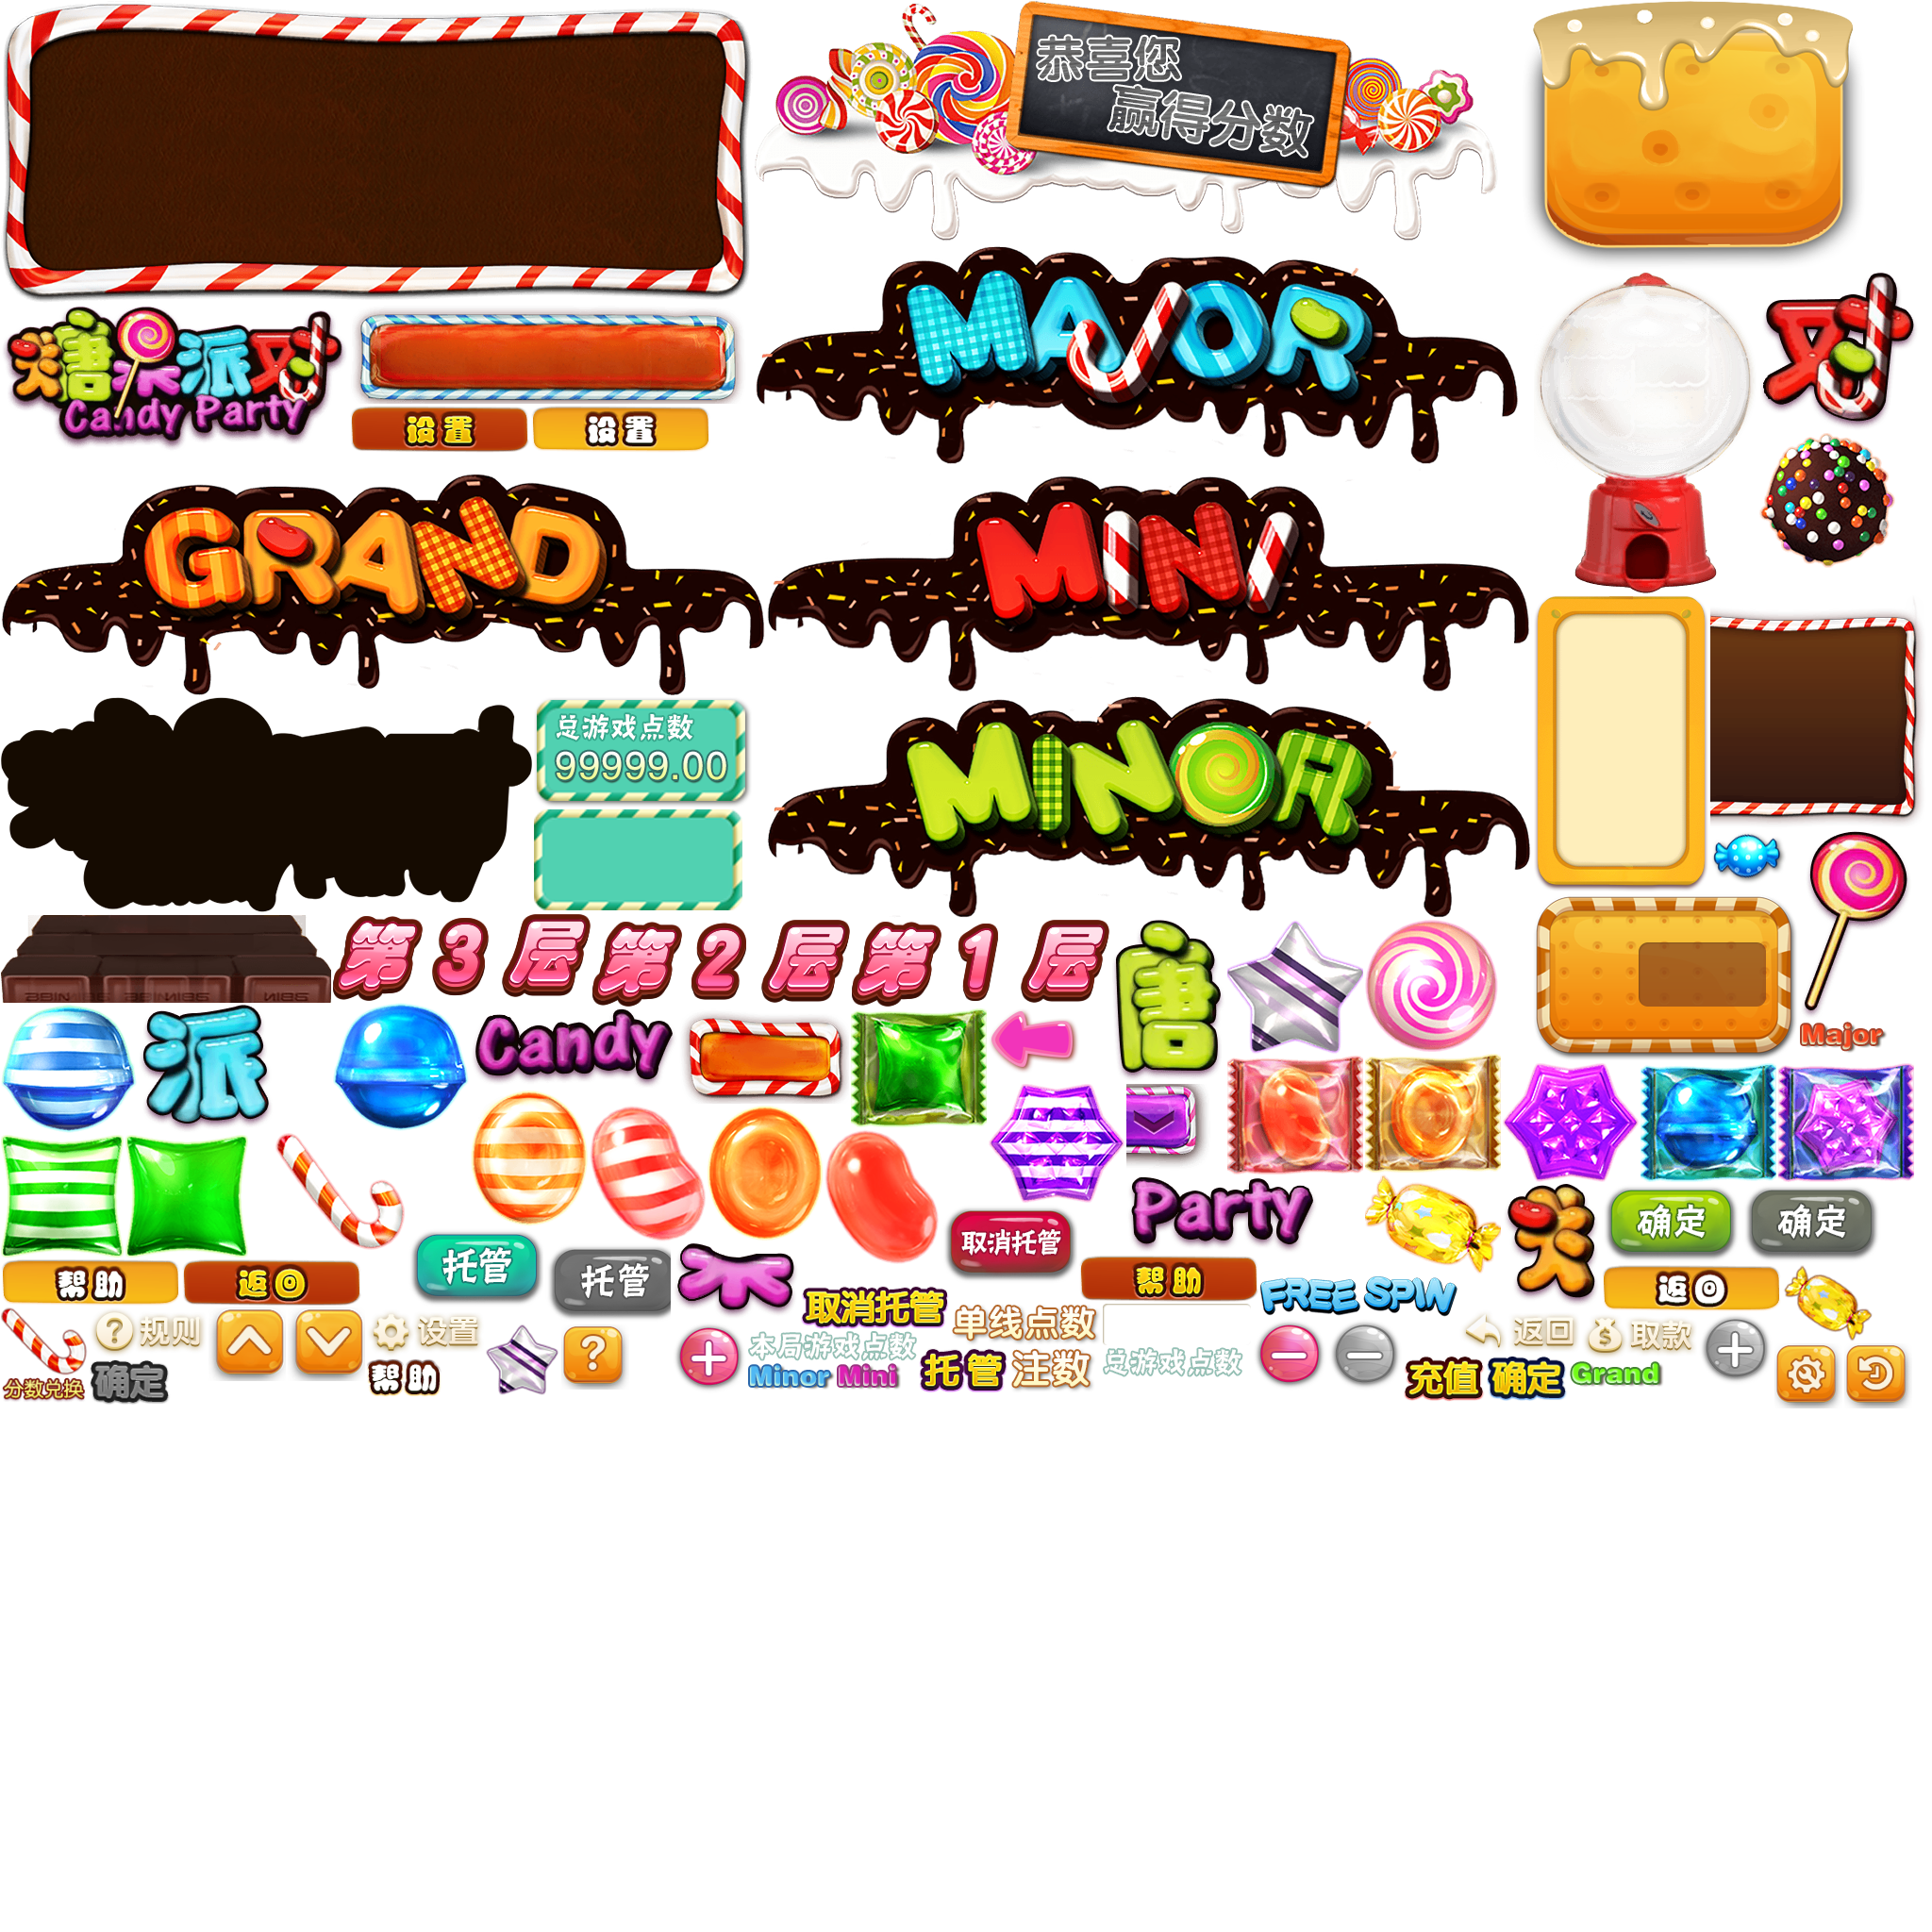 恭喜您
赢得分数
MAJOR
糖果派对
Candy Party
对
设置
设置
GRAND
MINI
总游戏点数
99999.00
MINOR
第3层
第2层
第1层
唐
派
Candy
Major
Party
确定
确定
取消托管
托管
托管
帮助
返回
帮助
返回
FREE SPIN
取消托管
单线点数
规则
设置
本局游戏点数
总游戏点数
返回
取款
分数兑换
确定
帮助
Minor
Mini
托管
注数
充值
确定
Grand